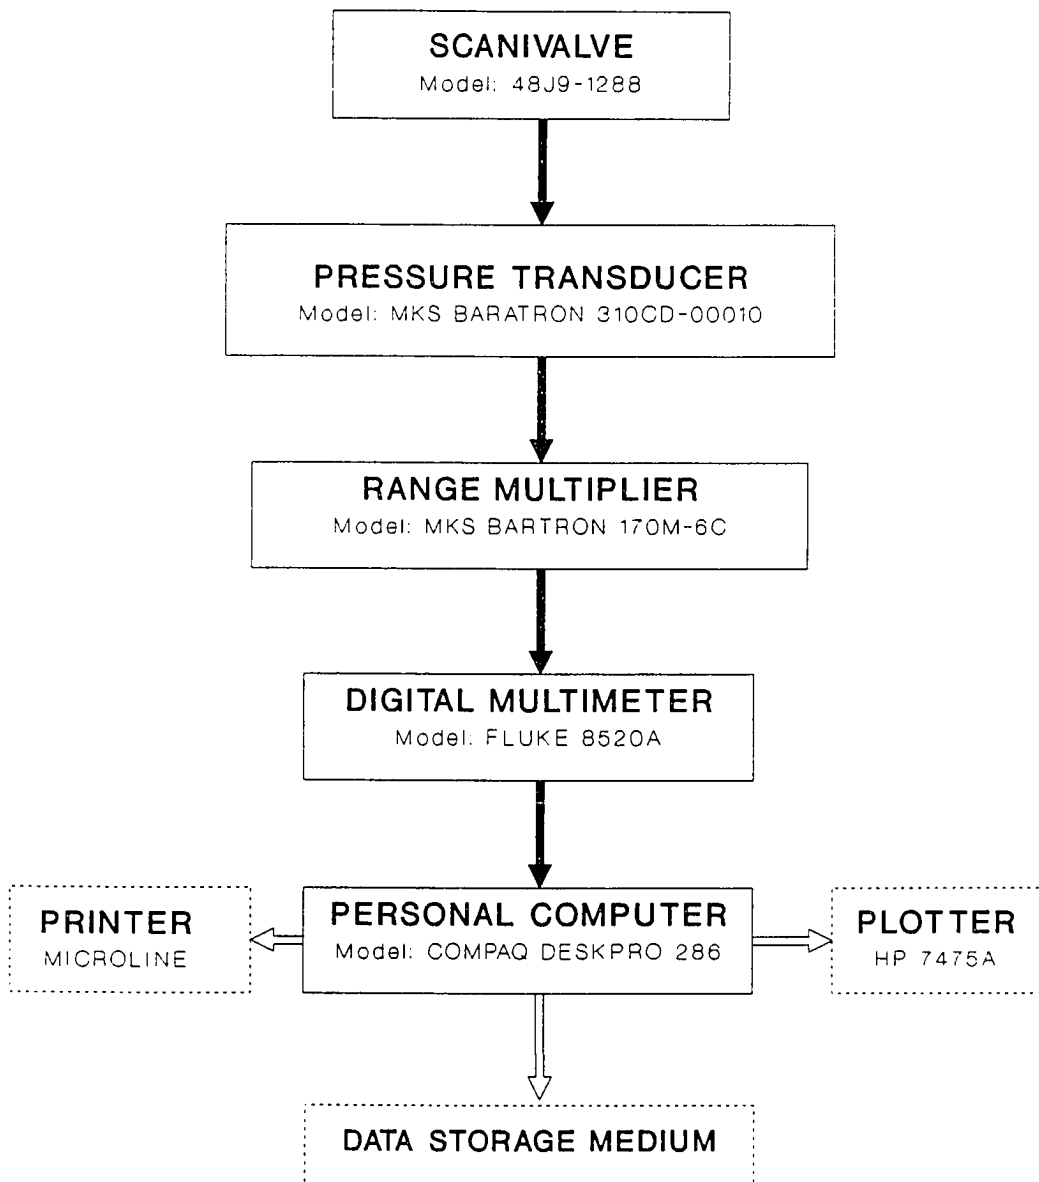 SCANIVALVE
Model: 48J9-1288
PRESSURE TRANSDUCER
Model: MKS BARATRON 310CD-00010
RANGE MULTIPLIER
Model: MKS BARTRON 170M-6C
DIGITAL MULTIMETER
Model: FLUKE 8520A
PRINTER
MICROLINE
PERSONAL COMPUTER
Model: COMPAQ DESKPRO 286
PLOTTER
HP 7475A
DATA STORAGE MEDIUM